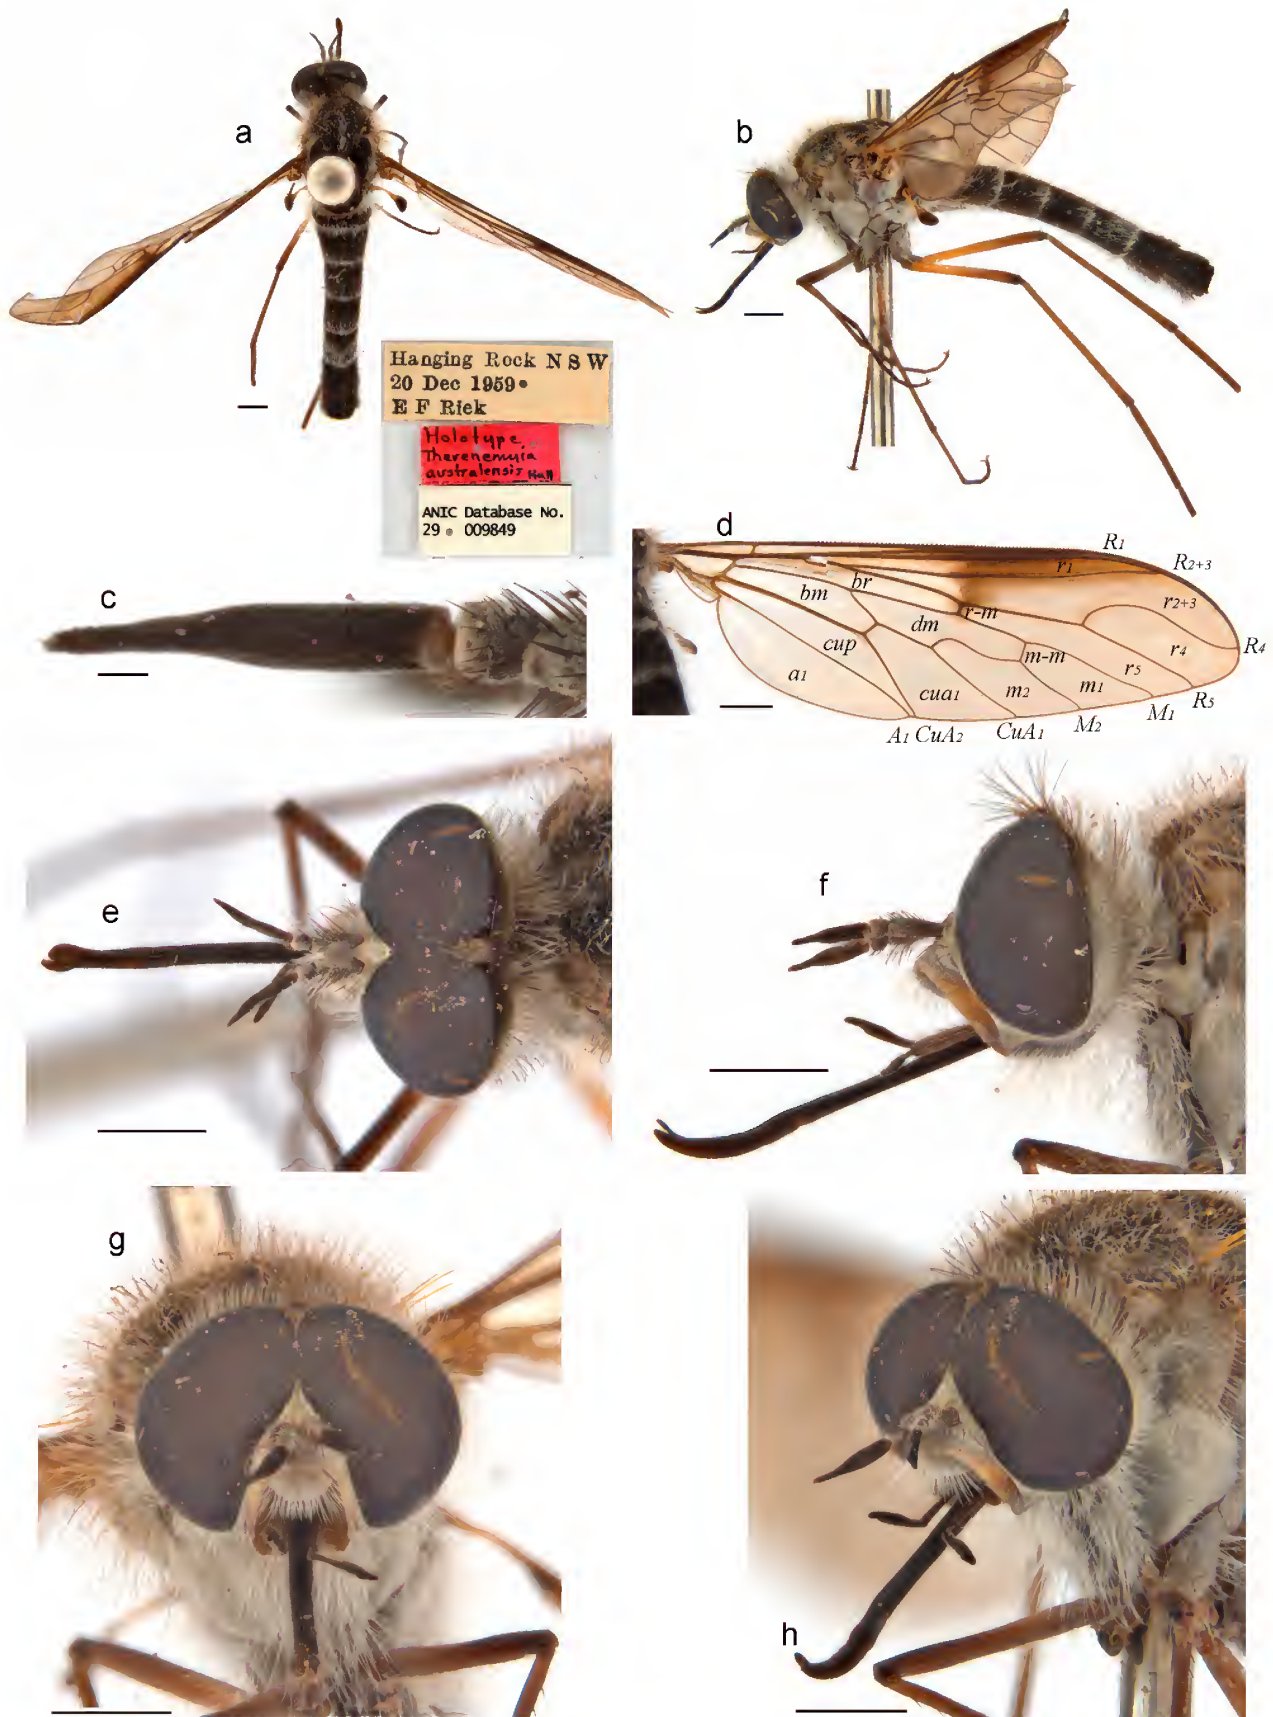 a
b
Hanging Rock N S W
20 Dec 1959
E F Riek
Holotype
Therenemyia
australensis Hall
ANIC Database No.
29 009849
c
d
R1
R2+3
r1
br
bm
r-m
r2+3
dm
cup
m-m
r4
R4
a1
r5
cua1
m2
m1
R5
M1
A1 CuA2
CuA1
M2
e
f
g
h